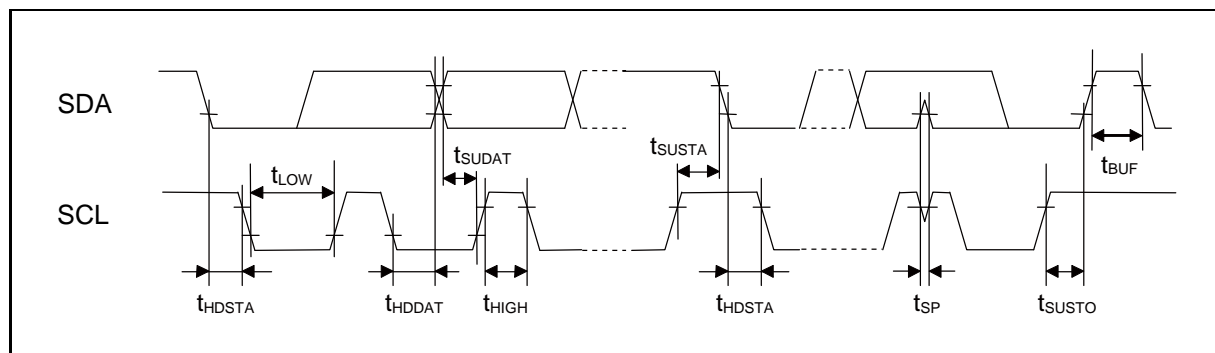 SDA
tSUDAT
tSUSTA
tBUF
tLOW
SCL
tHDSTA
tHDDAT
tHIGH
tHDSTA
tSP
tSUSTO